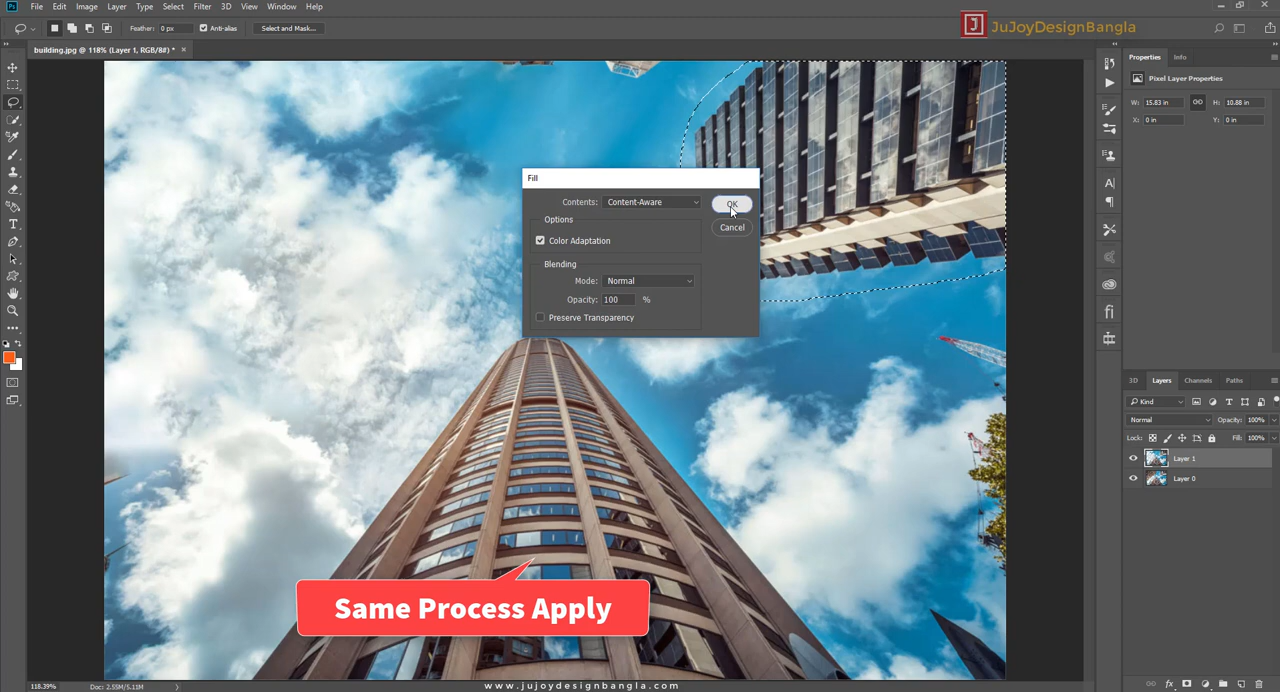 Ps File Edit Image Layer Type Select Filter 3D View Window Help
Feather: 0 px Anti-alias Select and Mask...
JuJoyDesignBangla
building.jpg @ 118% (Layer 1, RGB/8#) * ×
Properties Info
Pixel Layer Properties
W: 15.83 in H: 10.88 in
X: 0 in Y: 0 in
Fill
Contents: Content-Aware OK
Options
Cancel
Color Adaptation
Blending
Mode: Normal
Opacity: 100 %
Preserve Transparency
3D Layers Channels Paths
Kind
Normal Opacity: 100%
Lock: Fill: 100%
Layer 1
Layer 0
Same Process Apply
118.39% Doc: 2.55M/5.11M
www.jujoydesignbangla.com